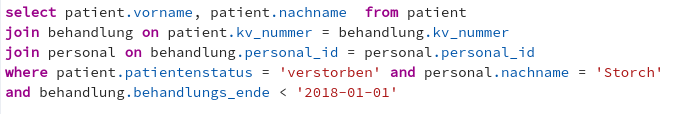 select patient.vorname, patient.nachname  from patient
join behandlung on patient.kv_nummer = behandlung.kv_nummer
join personal on behandlung.personal_id = personal.personal_id
where patient.patientenstatus = 'verstorben' and personal.nachname = 'Storch'
and behandlung.behandlungs_ende < '2018-01-01'